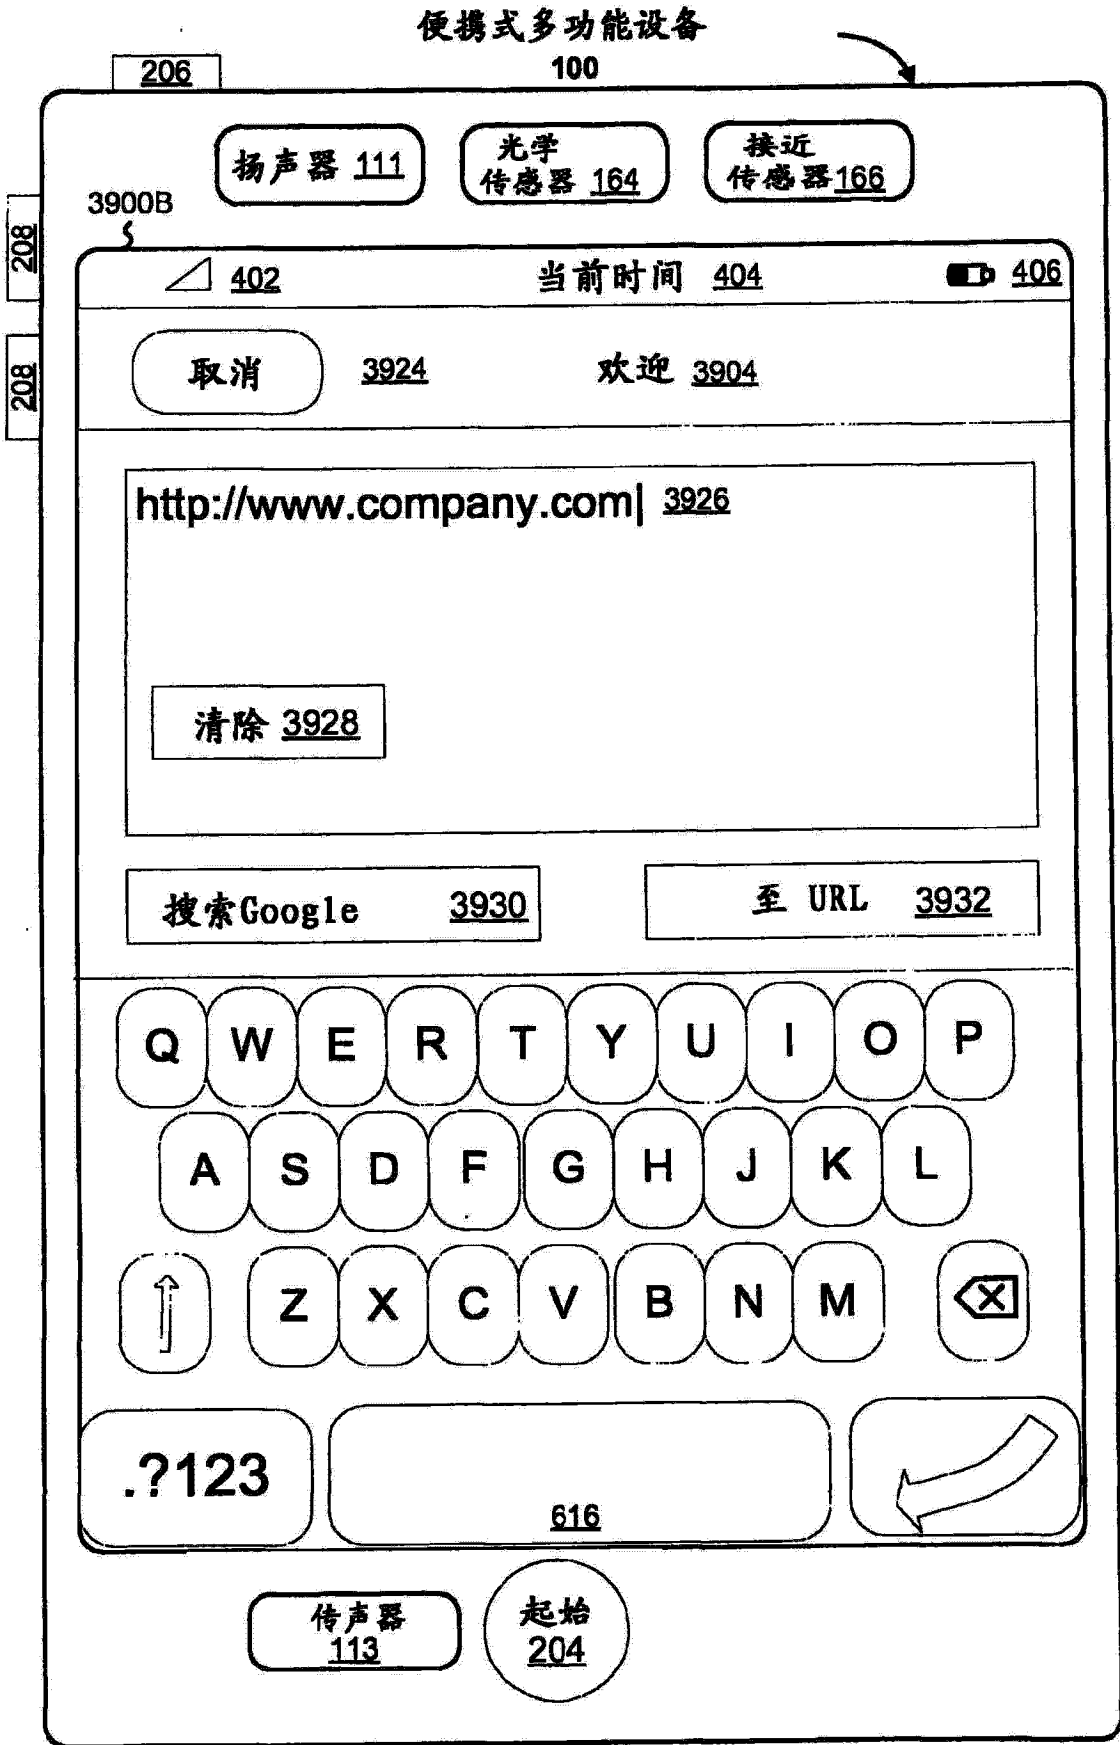 便携式多功能设备
100
206
扬声器 111
光学
传感器 164
接近
传感器166
3900B
208
208
402
当前时间 404
406
取消 3924
欢迎 3904
http://www.company.com 3926
清除 3928
搜索Google 3930
至 URL 3932
Q W E R T Y U I O P
A S D F G H J K L
Z X C V B N M
.?123
616
传声器
113
起始
204